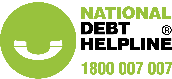 NATIONAL
DEBT
HELPLINE ®
1800 007 007